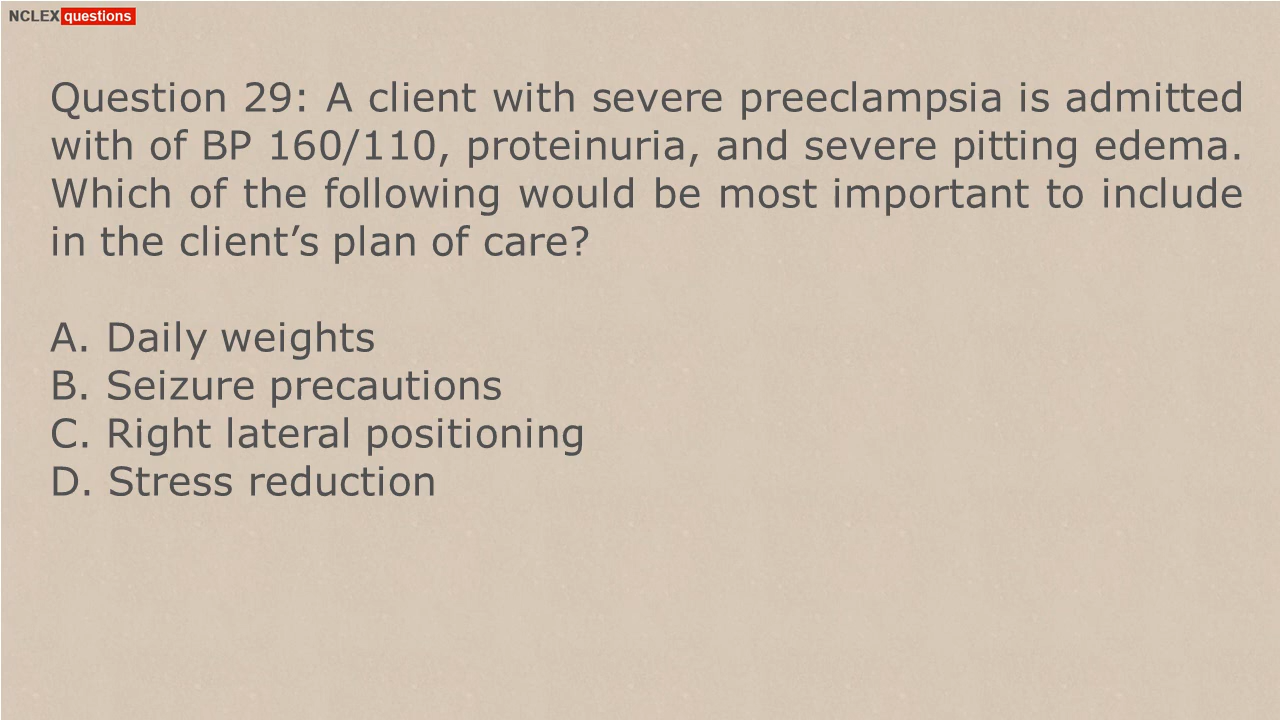 NCLEX questions
Question 29: A client with severe preeclampsia is admitted
with of BP 160/110, proteinuria, and severe pitting edema.
Which of the following would be most important to include
in the client’s plan of care?
A. Daily weights
B. Seizure precautions
C. Right lateral positioning
D. Stress reduction